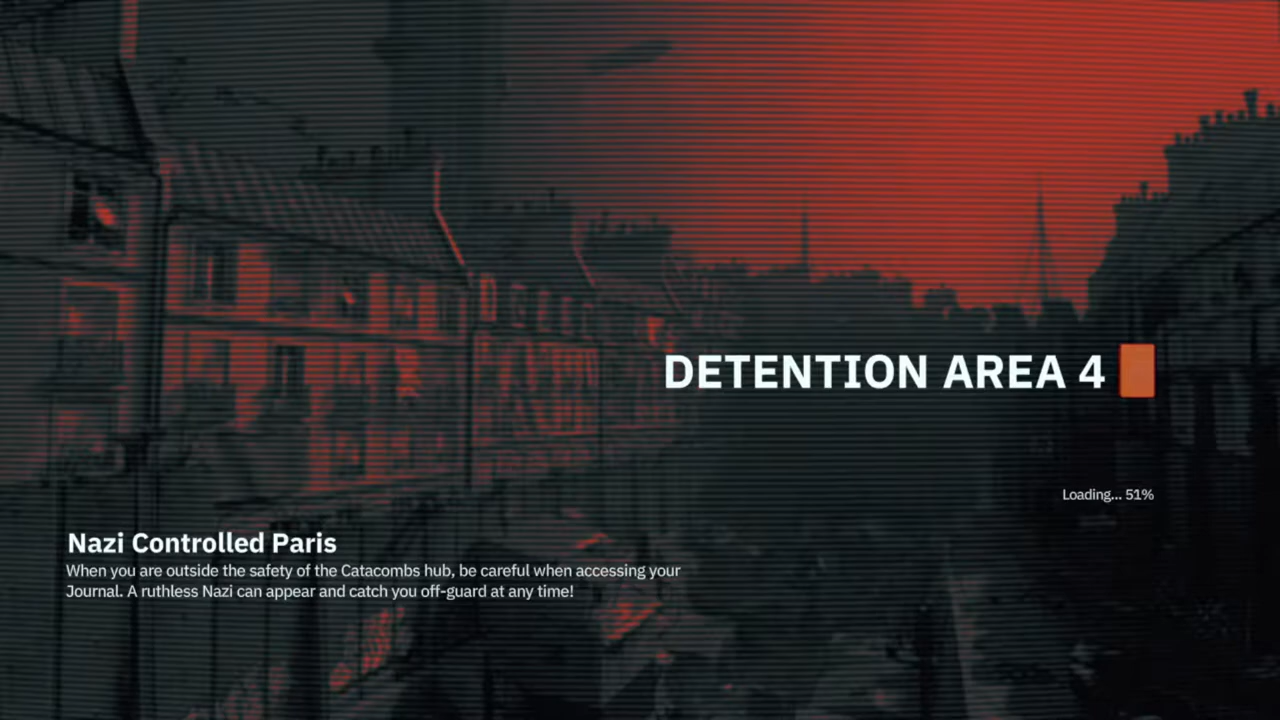 DETENTION AREA 4
Loading... 51%
Nazi Controlled Paris
When you are outside the safety of the Catacombs hub, be careful when accessing your
Journal. A ruthless Nazi can appear and catch you off-guard at any time!